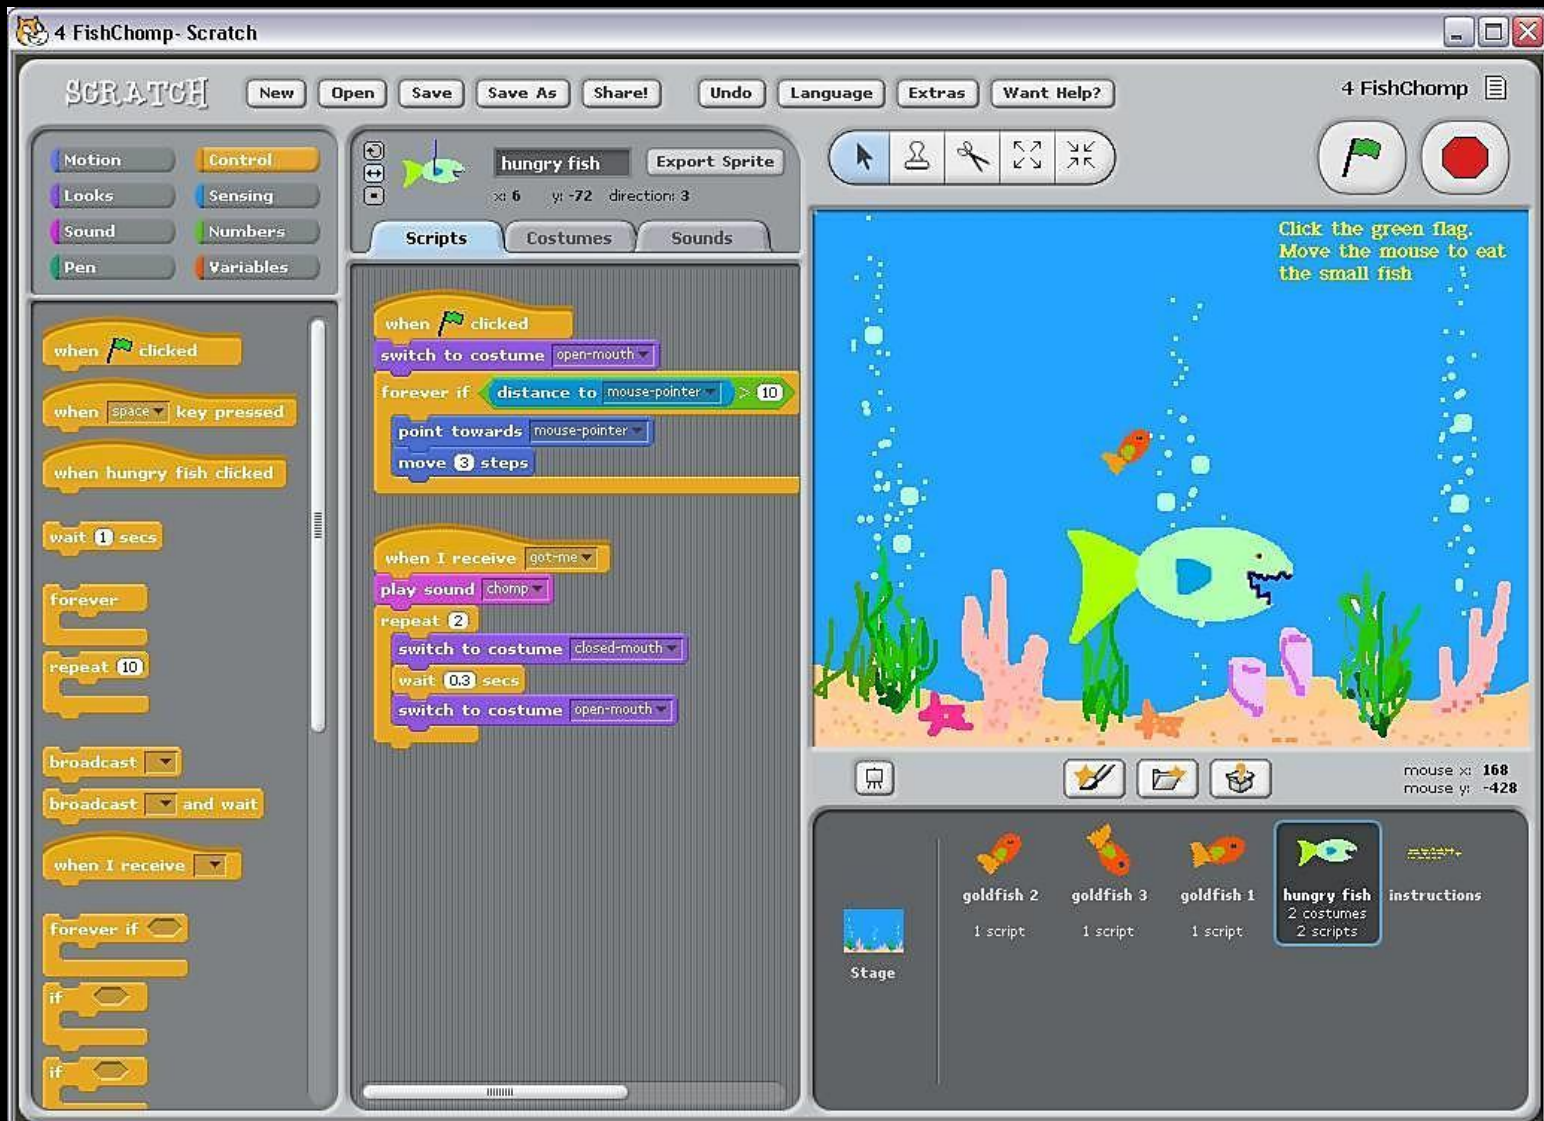 4 FishChomp- Scratch
SCRATCH
New
Open
Save
Save As
Share!
Undo
Language
Extras
Want Help?
4 FishChomp
Motion
Control
Looks
Sensing
Sound
Numbers
Pen
Variables
when clicked
when space key pressed
when hungry fish clicked
wait 1 secs
forever
repeat 10
broadcast
broadcast and wait
when I receive
forever if
if
if
hungry fish
Export Sprite
x: 6 y: -72 direction: 3
Scripts
Costumes
Sounds
when clicked
switch to costume open-mouth
forever if distance to mouse-pointer > 10
point towards mouse-pointer
move 3 steps
when I receive got-me
play sound chomp
repeat 2
switch to costume closed-mouth
wait 0.3 secs
switch to costume open-mouth
Click the green flag.
Move the mouse to eat
the small fish
mouse x: 168
mouse y: -428
Stage
goldfish 2
1 script
goldfish 3
1 script
goldfish 1
1 script
hungry fish
2 costumes
2 scripts
instructions